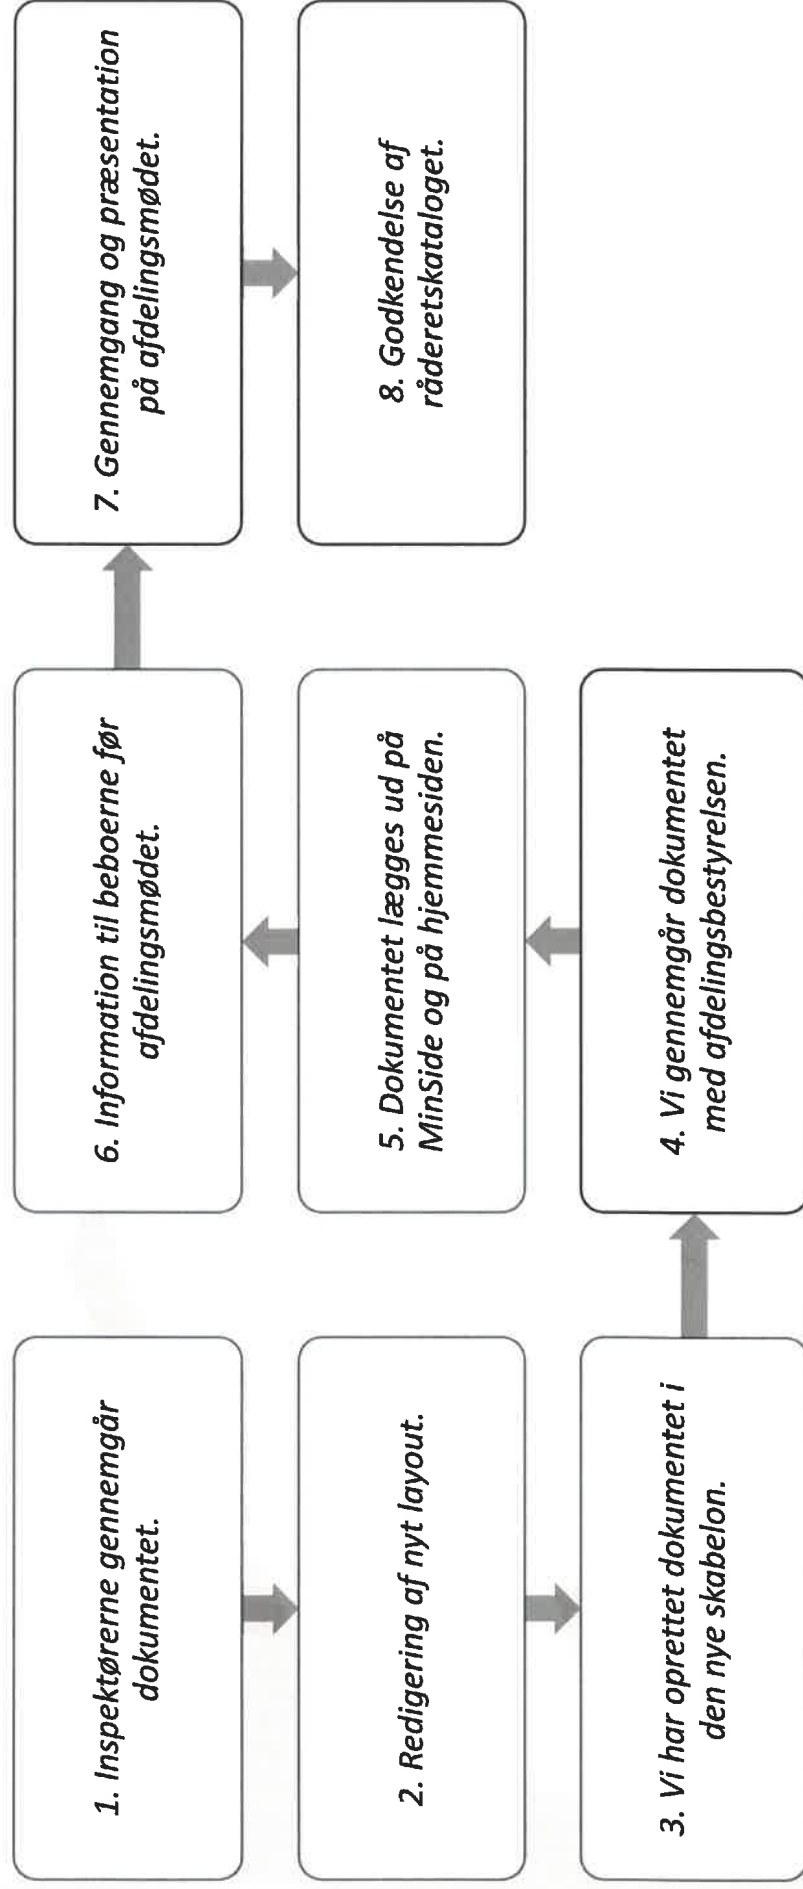 1. Inspektørerne gennemgår
dokumentet.
2. Redigering af nyt layout.
3. Vi har oprettet dokumentet i
den nye skabelon.
4. Vi gennemgår dokumentet
med afdelingsbestyrelsen.
5. Dokumentet lægges ud på
MinSide og på hjemmesiden.
6. Information til beboerne før
afdelingsmødet.
7. Gennemgang og præsentation
på afdelingsmødet.
8. Godkendelse af
råderetskataloget.